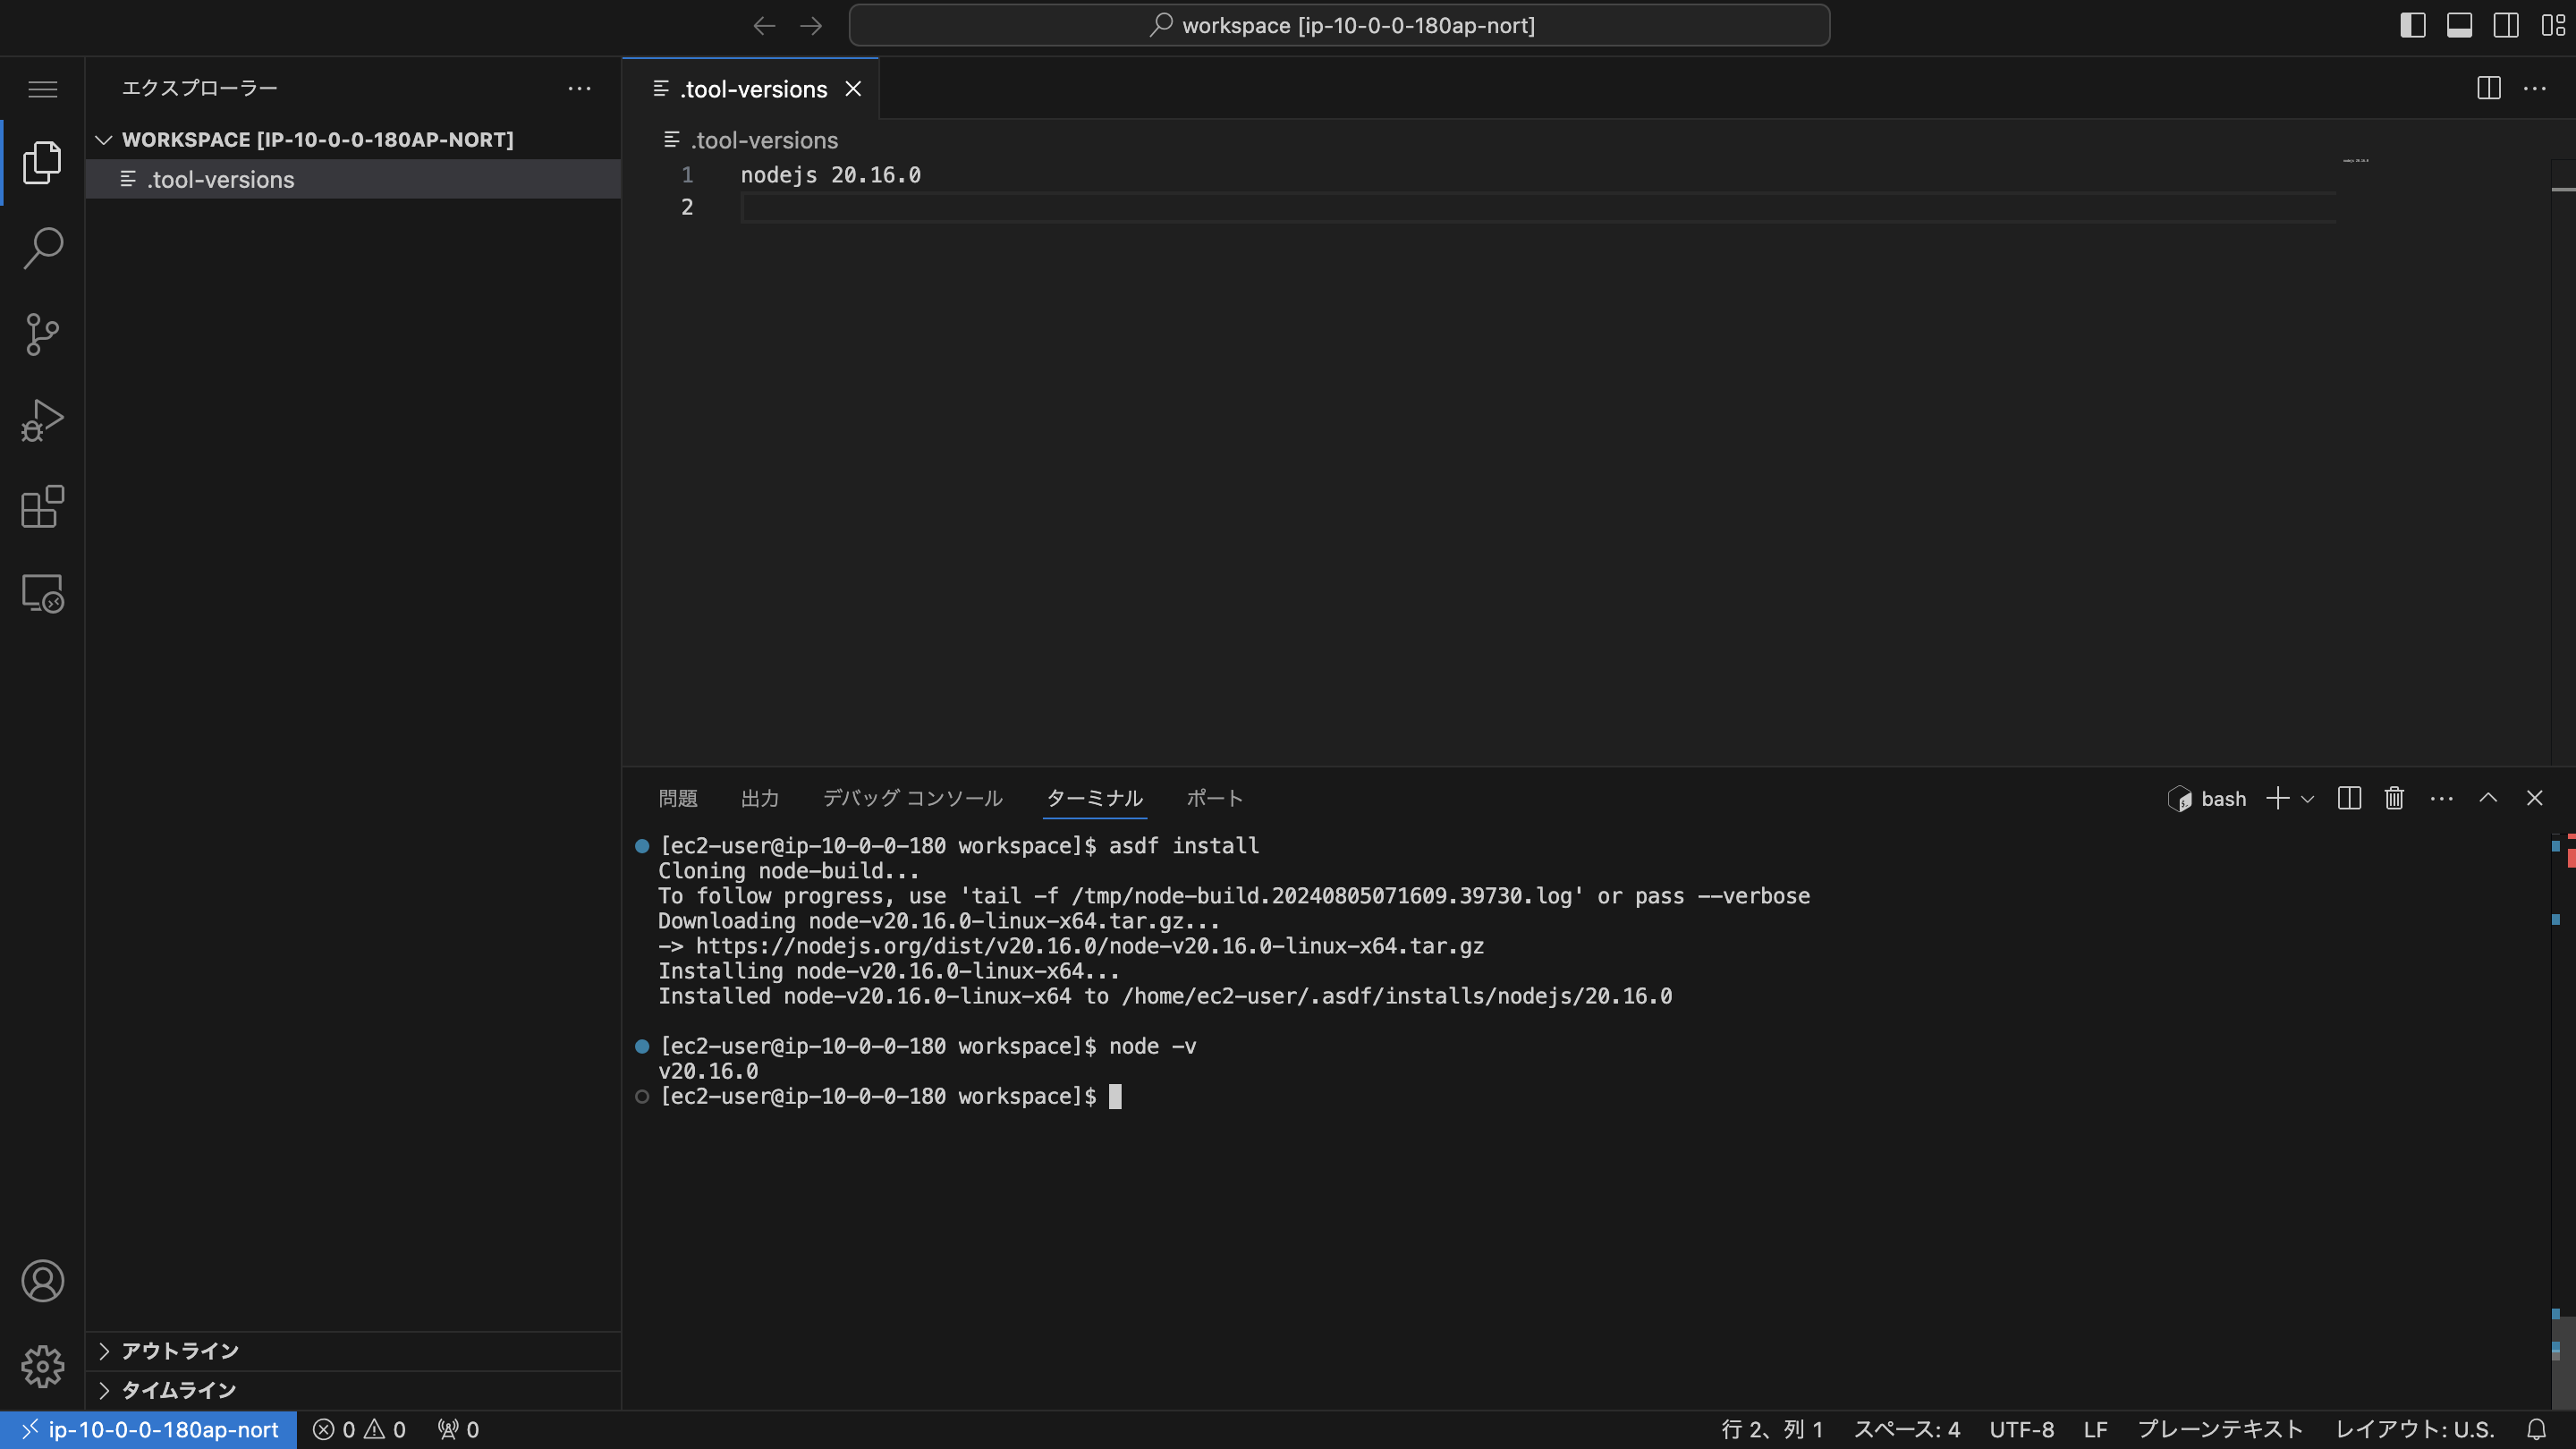 workspace [ip-10-0-0-180ap-nort]
エクスプローラー
WORKSPACE [IP-10-0-0-180AP-NORT]
.tool-versions
アウトライン
タイムライン
.tool-versions
.tool-versions
1 nodejs 20.16.0
2
問題 出力 デバッグ コンソール ターミナル ポート
bash
[ec2-user@ip-10-0-0-180 workspace]$ asdf install
Cloning node-build...
To follow progress, use 'tail -f /tmp/node-build.20240805071609.39730.log' or pass --verbose
Downloading node-v20.16.0-linux-x64.tar.gz...
-> https://nodejs.org/dist/v20.16.0/node-v20.16.0-linux-x64.tar.gz
Installing node-v20.16.0-linux-x64...
Installed node-v20.16.0-linux-x64 to /home/ec2-user/.asdf/installs/nodejs/20.16.0
[ec2-user@ip-10-0-0-180 workspace]$ node -v
v20.16.0
[ec2-user@ip-10-0-0-180 workspace]$
ip-10-0-0-180ap-nort 0 0 0 行 2、列 1 スペース: 4 UTF-8 LF プレーンテキスト レイアウト: U.S.